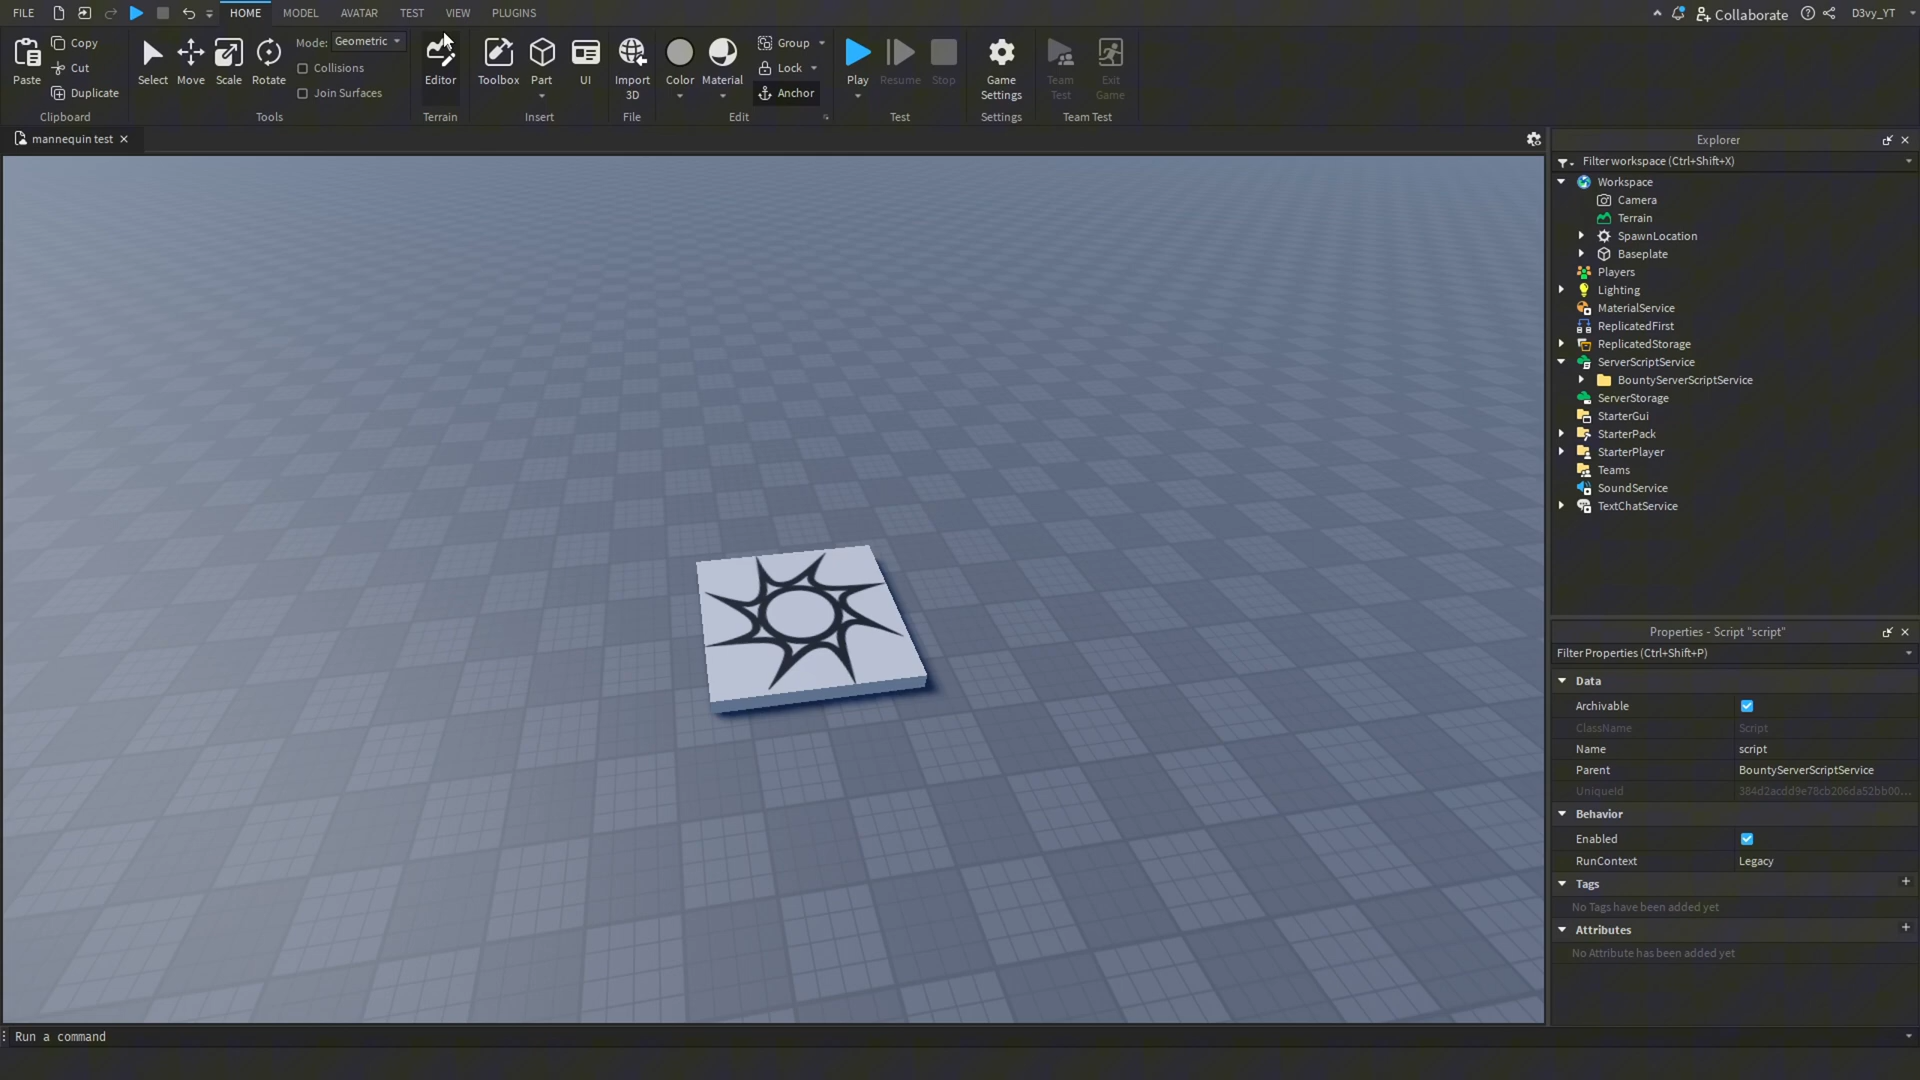 FILE HOME MODEL AVATAR TEST VIEW PLUGINS Collaborate D3vy_YT
Paste Copy Cut Duplicate Clipboard
Select Move Scale Rotate Mode: Geometric Collisions Join Surfaces Tools
Editor Terrain
Toolbox Part UI Insert
Import 3D File
Color Material Group Lock Anchor Edit
Play Resume Stop Test
Game Settings Settings
Team Test Exit Game Team Test
mannequin test
Explorer
Filter workspace (Ctrl+Shift+X)
Workspace
Camera
Terrain
SpawnLocation
Baseplate
Players
Lighting
MaterialService
ReplicatedFirst
ReplicatedStorage
ServerScriptService
BountyServerScriptService
ServerStorage
StarterGui
StarterPack
StarterPlayer
Teams
SoundService
TextChatService
Properties - Script "script"
Filter Properties (Ctrl+Shift+P)
Data
Archivable
ClassName Script
Name script
Parent BountyServerScriptService
UniqueId 384d2acdd9e78cb206da52bb00...
Behavior
Enabled
RunContext Legacy
Tags
No Tags have been added yet
Attributes
No Attribute has been added yet
Run a command